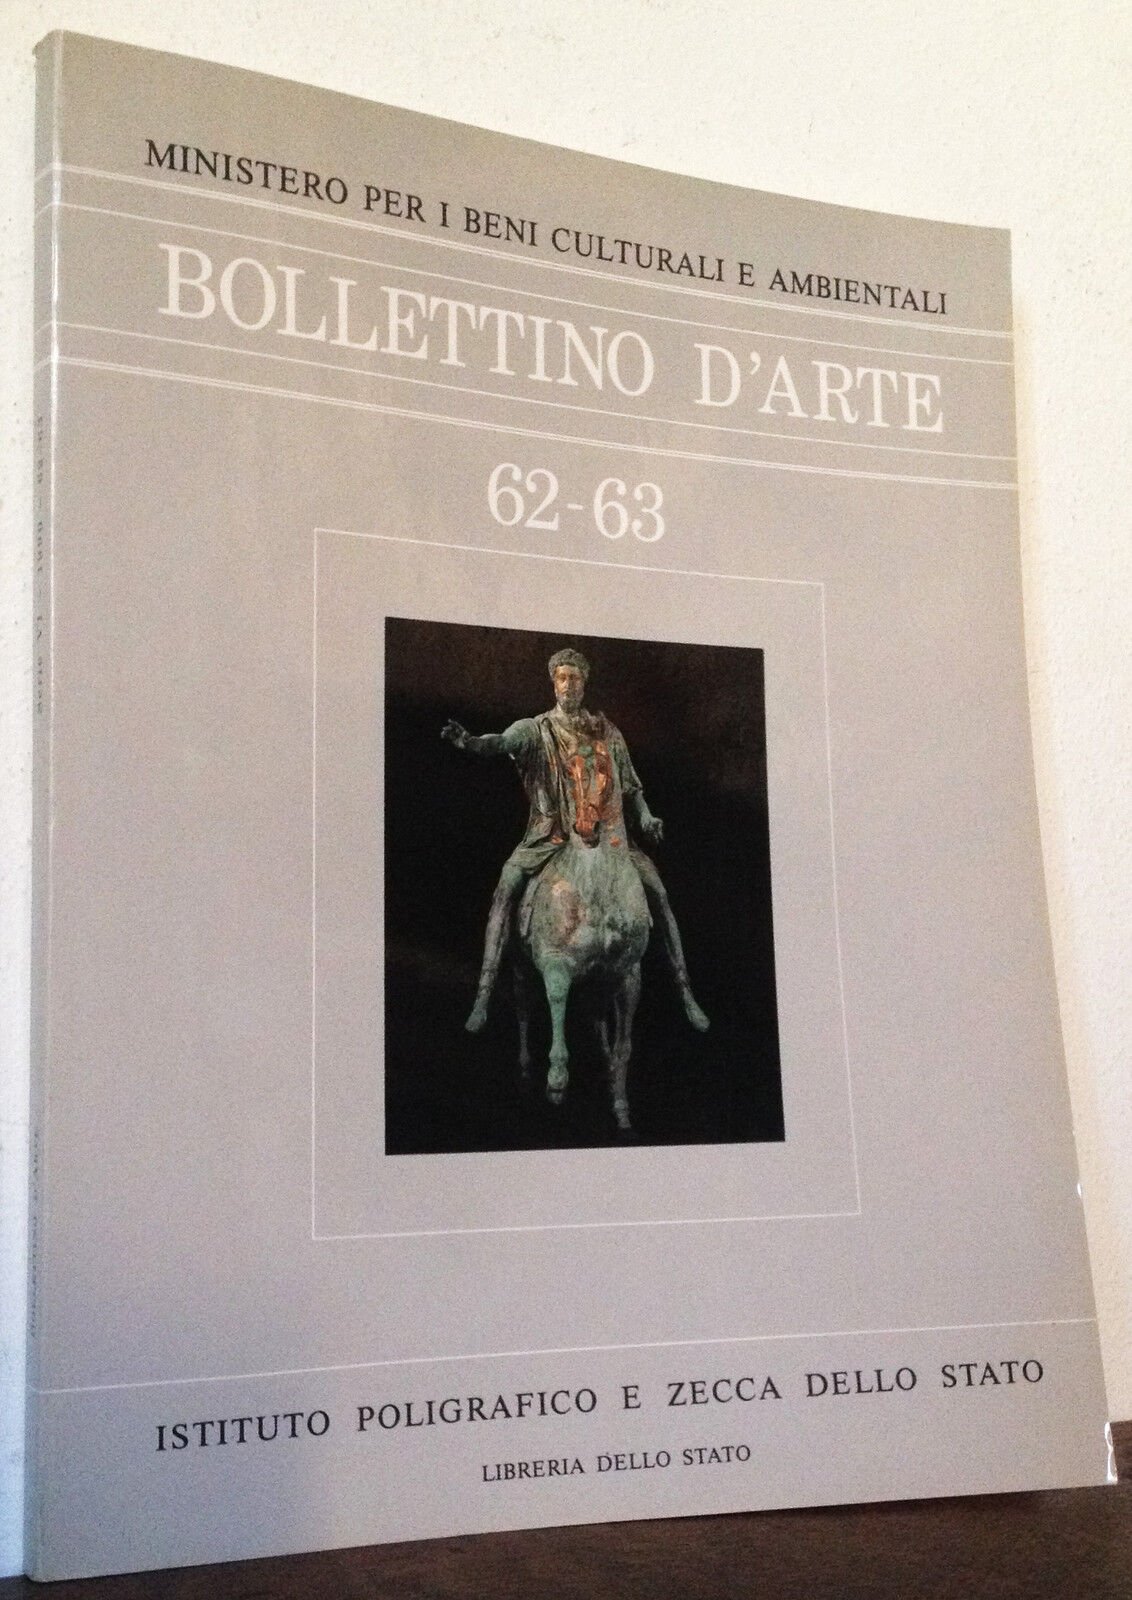 MINISTERO PER I BENI CULTURALI E AMBIENTALI
BOLLETTINO D'ARTE
62-63
ISTITUTO POLIGRAFICO E ZECCA DELLO STATO
LIBRERIA DELLO STATO